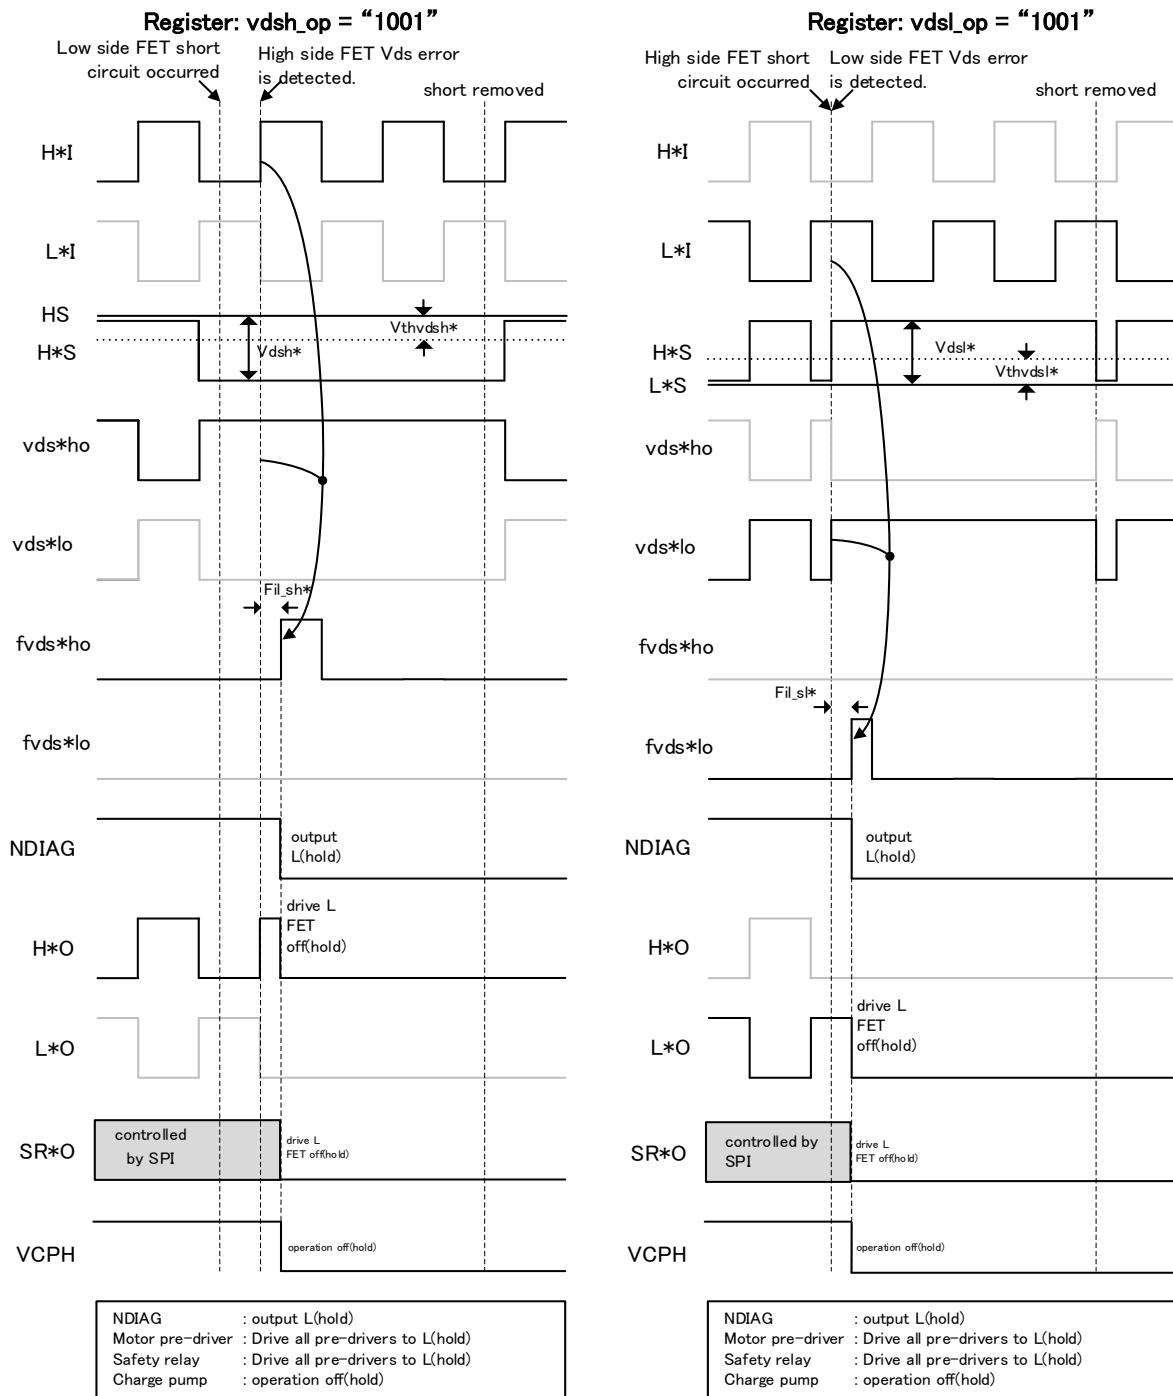 Register: vdsh_op = “1001”
Low side FET short
circuit occurred
High side FET Vds error
is detected.
short removed
H*I
L*I
HS
Vthvdsh*
H*S
Vdsh*
vds*ho
vds*lo
Fil_sh*
fvds*ho
fvds*lo
NDIAG
output
L(hold)
drive L
FET
off(hold)
H*O
L*O
controlled
by SPI
SR*O
drive L
FET off(hold)
VCPH
operation off(hold)
NDIAG : output L(hold)
Motor pre-driver : Drive all pre-drivers to L(hold)
Safety relay : Drive all pre-drivers to L(hold)
Charge pump : operation off(hold)
Register: vdsl_op = “1001”
High side FET short
circuit occurred
Low side FET Vds error
is detected.
short removed
H*I
L*I
H*S
Vdsl*
Vthvdsl*
L*S
vds*ho
vds*lo
fvds*ho
Fil_sl*
fvds*lo
NDIAG
output
L(hold)
H*O
drive L
FET
off(hold)
L*O
controlled by
SPI
SR*O
drive L
FET off(hold)
VCPH
operation off(hold)
NDIAG : output L(hold)
Motor pre-driver : Drive all pre-drivers to L(hold)
Safety relay : Drive all pre-drivers to L(hold)
Charge pump : operation off(hold)